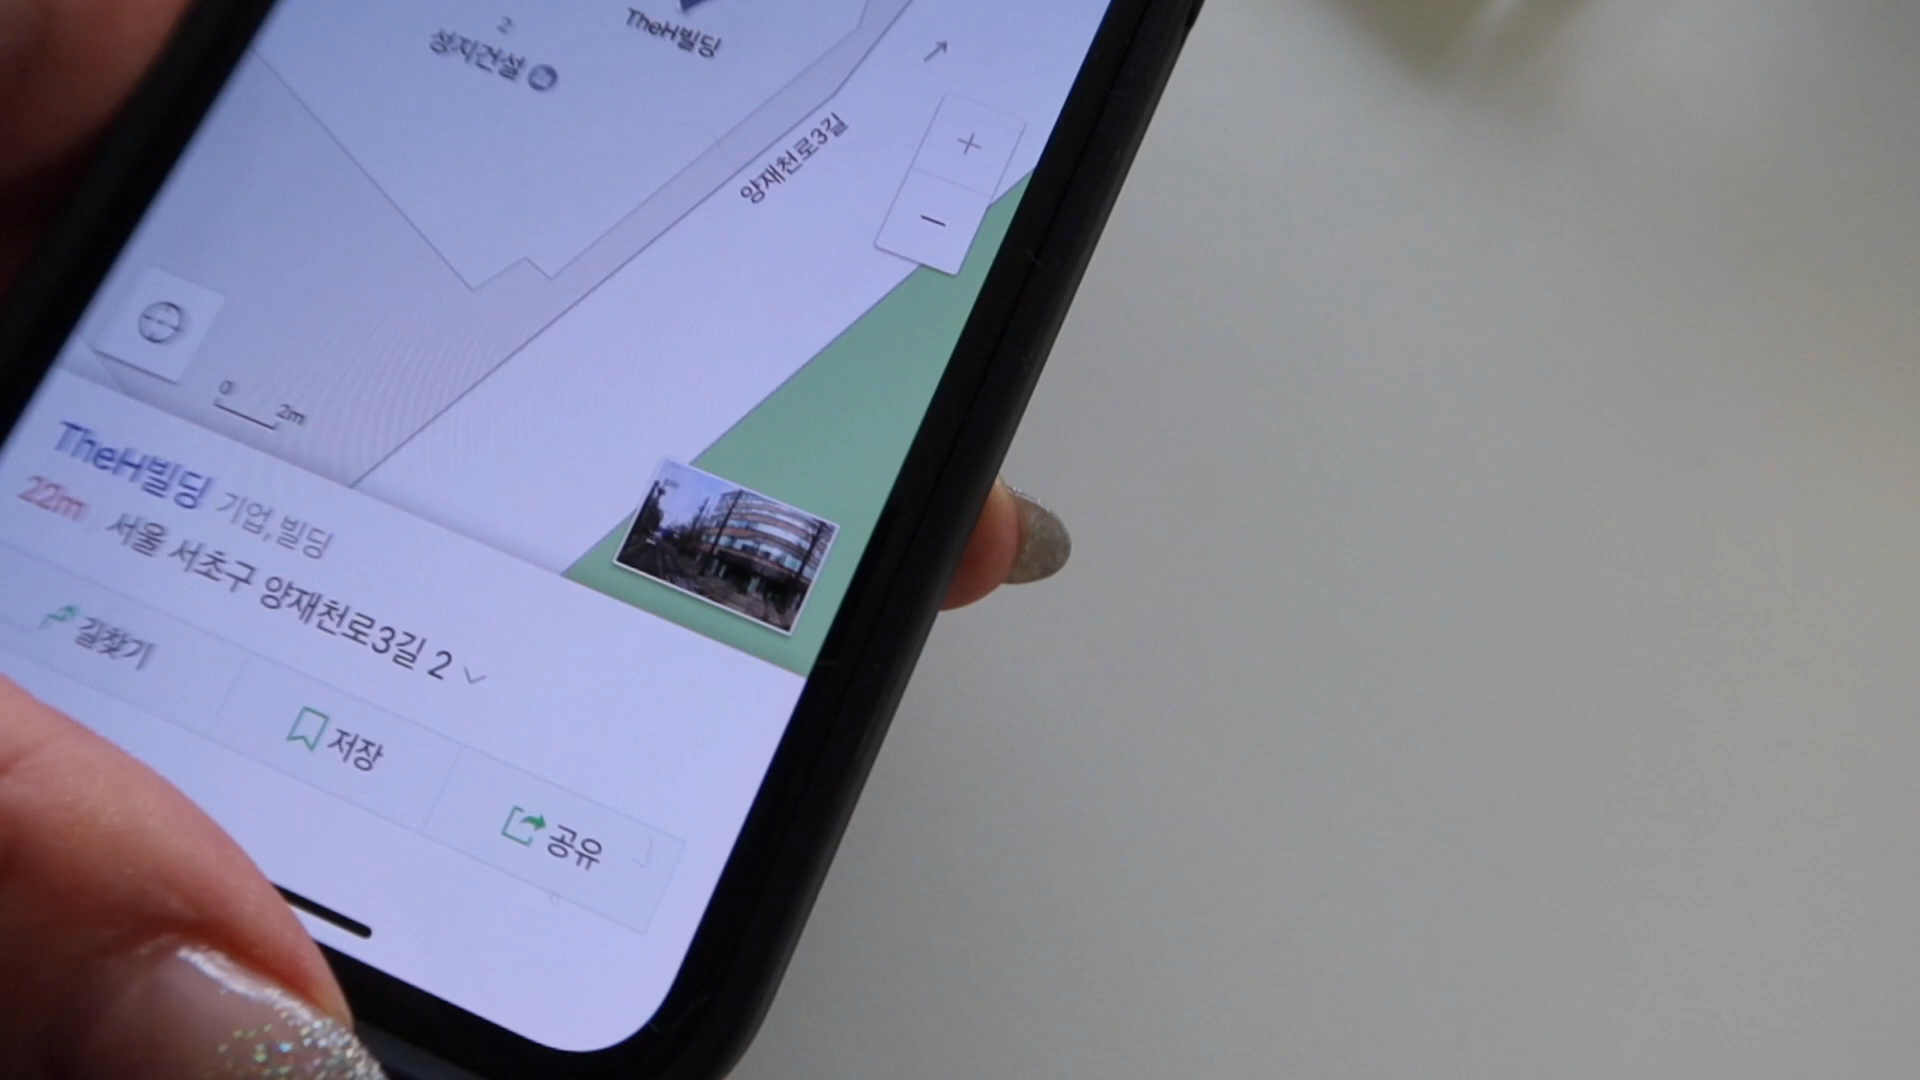 TheH빌딩
2
성지건설
양재천로3길
+
−
0 2m
TheH빌딩 기업,빌딩
22m 서울 서초구 양재천로3길 2
길찾기
저장
공유